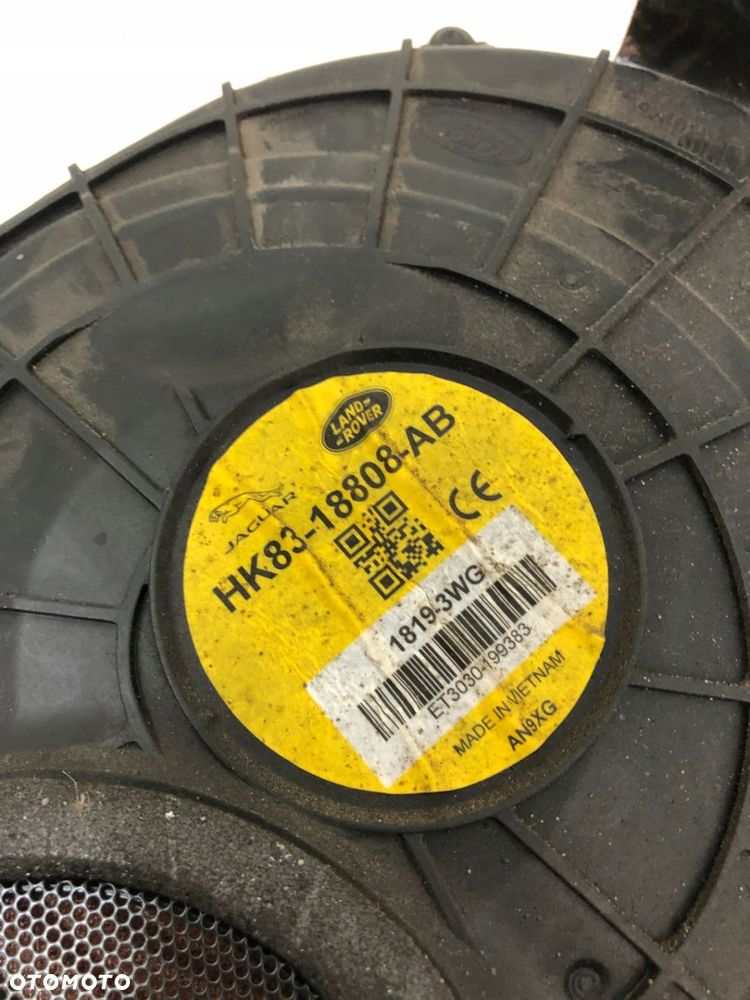 LAND-
-ROVER
JAGUAR
HK83-18808-AB
CE
1819 3WG
ET3030-199383
MADE IN VIETNAM
AN9XG
OTOMOTO